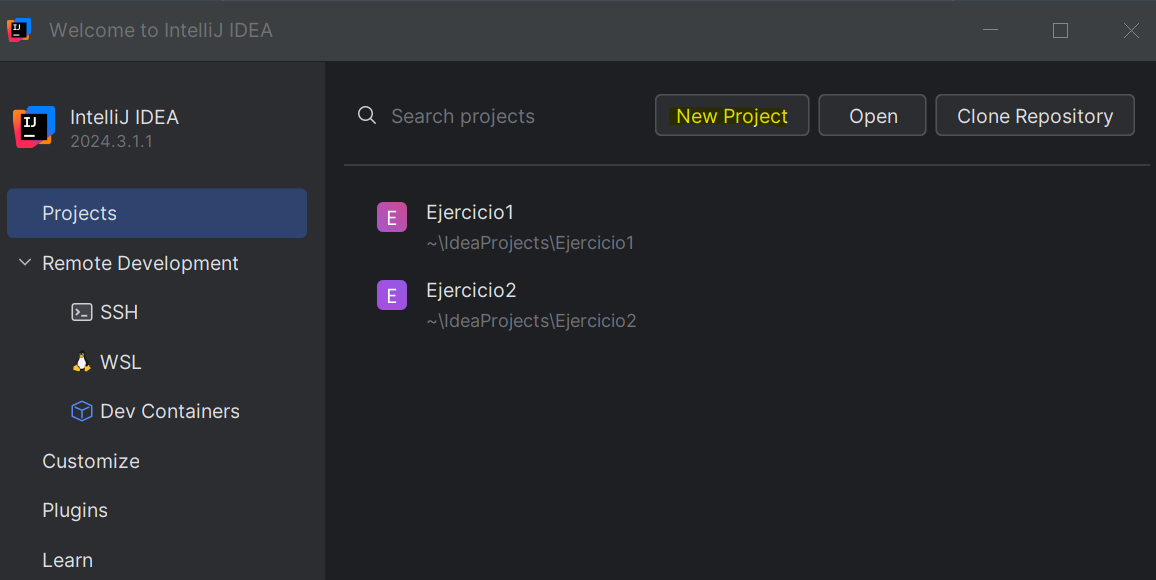 Welcome to IntelliJ IDEA
IntelliJ IDEA
2024.3.1.1
Projects
Remote Development
SSH
WSL
Dev Containers
Customize
Plugins
Learn
Search projects
New Project
Open
Clone Repository
E
Ejercicio1
~\IdeaProjects\Ejercicio1
E
Ejercicio2
~\IdeaProjects\Ejercicio2